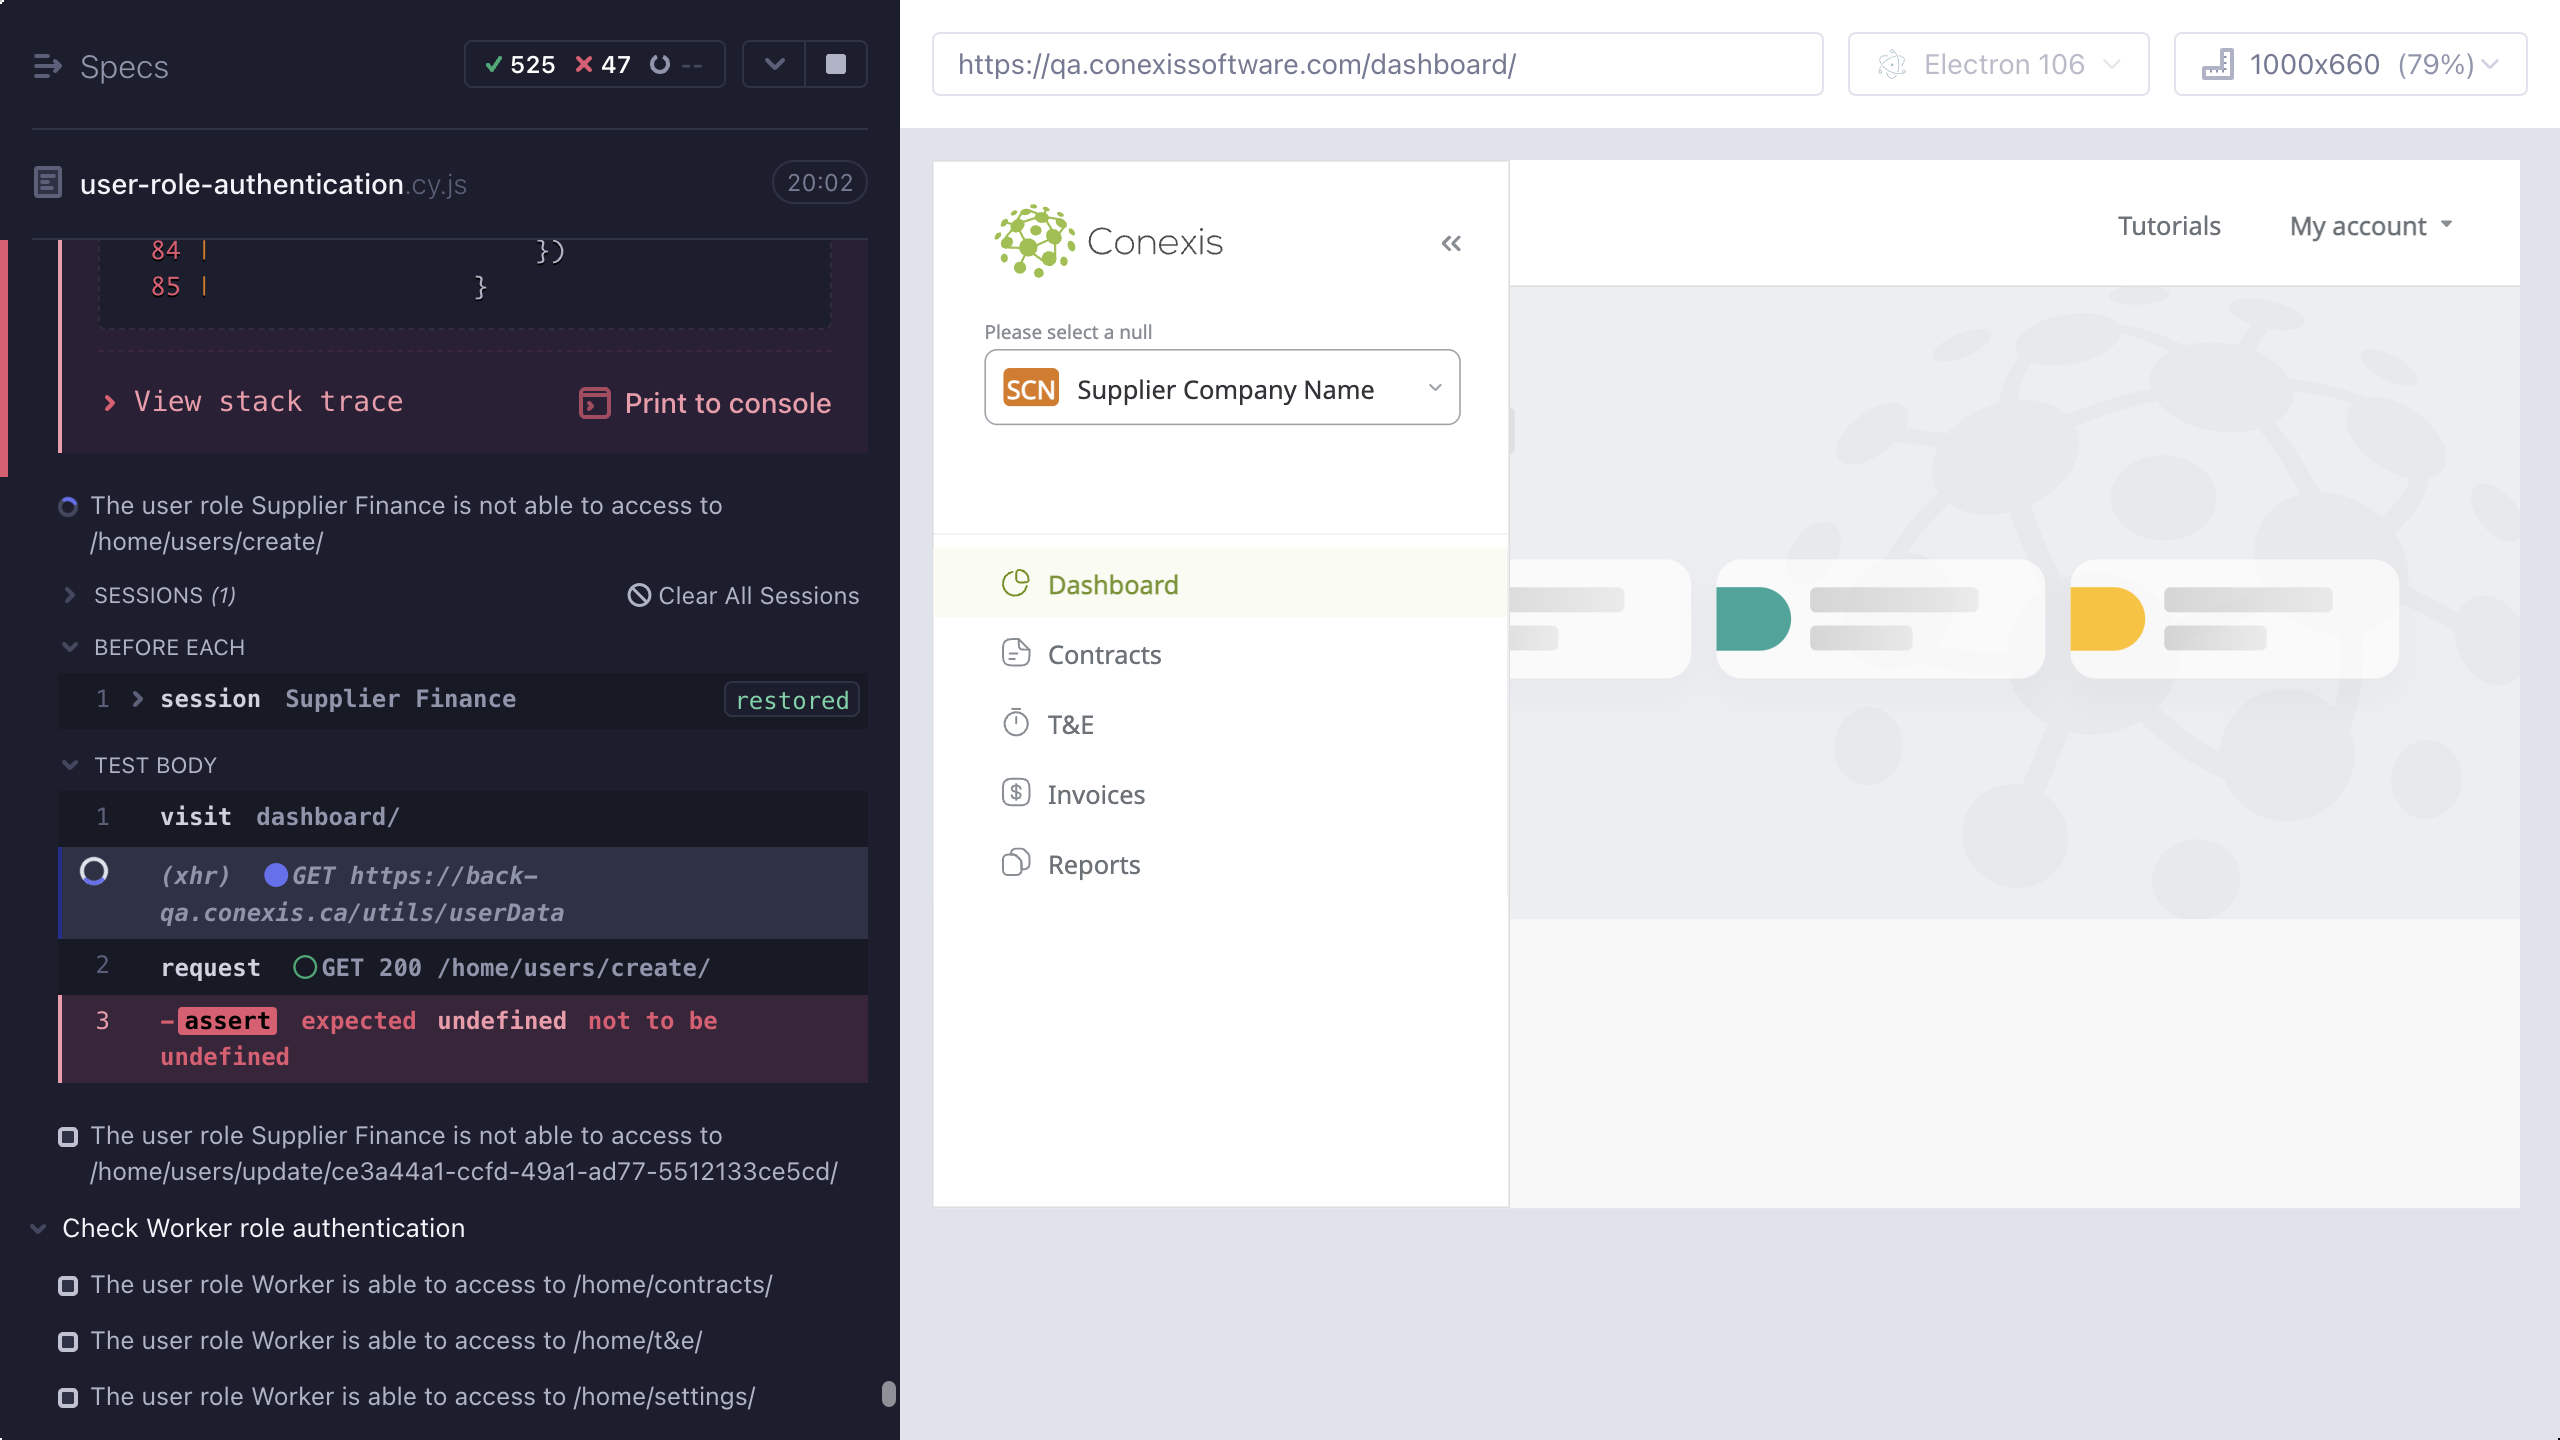 Specs
525 47 --
user-role-authentication.cy.js
20:02
84 | })
85 | }
View stack trace
Print to console
The user role Supplier Finance is not able to access to
/home/users/create/
SESSIONS (1)
Clear All Sessions
BEFORE EACH
1 session Supplier Finance restored
TEST BODY
1 visit dashboard/
(xhr) GET https://back-
qa.conexis.ca/utils/userData
2 request GET 200 /home/users/create/
3 -assert expected undefined not to be
undefined
The user role Supplier Finance is not able to access to
/home/users/update/ce3a44a1-ccfd-49a1-ad77-5512133ce5cd/
Check Worker role authentication
The user role Worker is able to access to /home/contracts/
The user role Worker is able to access to /home/t&e/
The user role Worker is able to access to /home/settings/
https://qa.conexissoftware.com/dashboard/
Electron 106
1000x660 (79%)
Conexis
Tutorials
My account
Please select a null
SCN Supplier Company Name
Dashboard
Contracts
T&E
Invoices
Reports